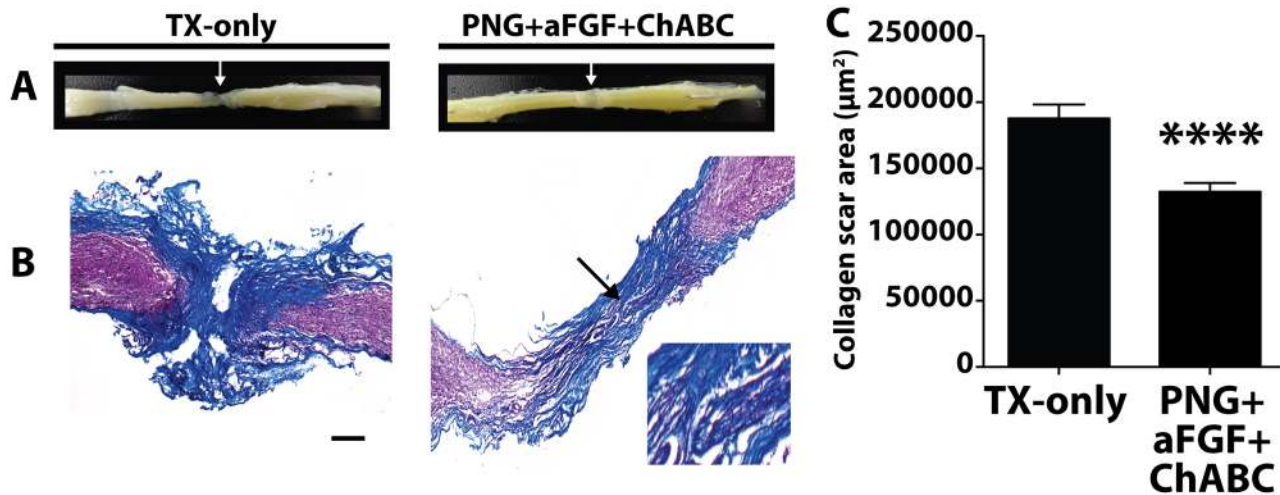 TX-only
PNG+aFGF+ChABC
A
B
C
Collagen scar area (µm²)
250000
200000
150000
100000
50000
0
****
TX-only
PNG+
aFGF+
ChABC